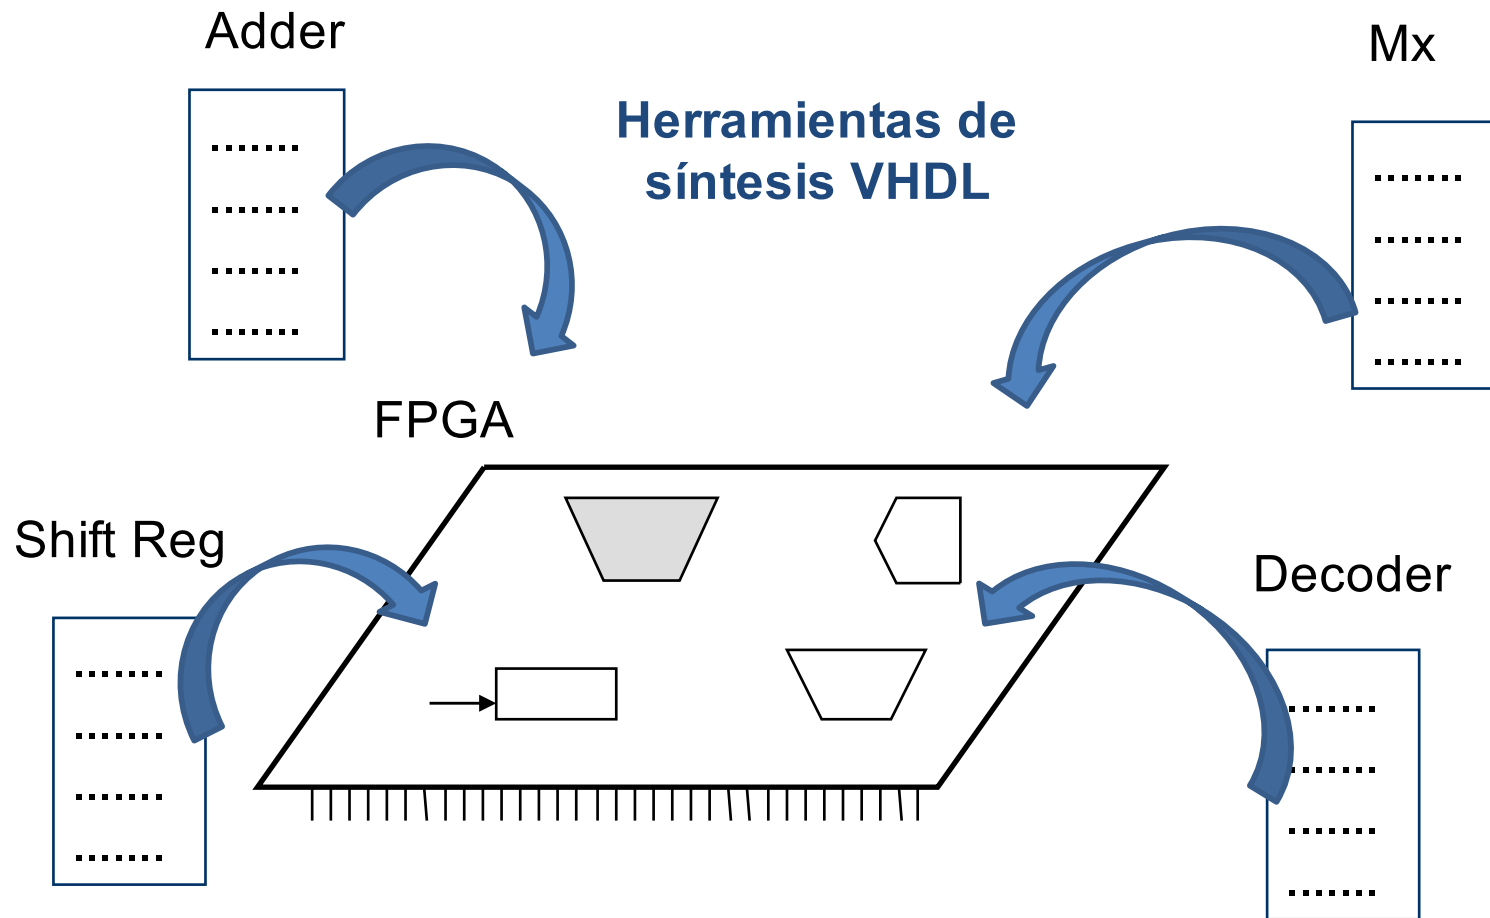 Adder
Mx
Herramientas de
síntesis VHDL
FPGA
Shift Reg
Decoder